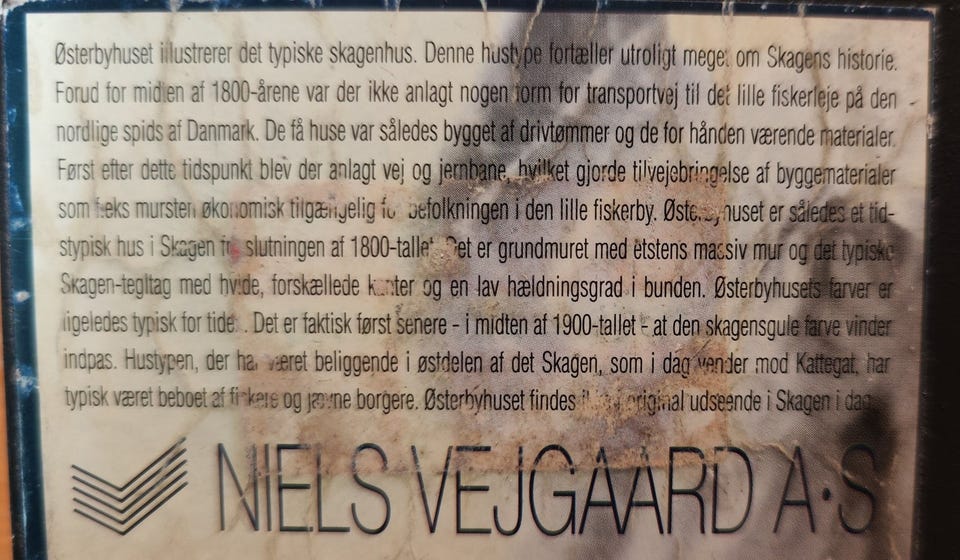 Østerbyhuset illustrerer det typiske skagenhus. Denne hustype fortæller utroligt meget om Skagens historie.
Forud for midten af 1800-årene var der ikke anlagt nogen form for transportvej til det lille fiskerleje på den
nordlige spids af Danmark. De få huse var således bygget af drivtømmer og de for hånden værende materialer.
Først efter dette tidspunkt blev der anlagt vej og jernbane, hvilket gjorde tilvejebringelse af byggematerialer
som f.eks mursten økonomisk tilgængelig for befolkningen i den lille fiskerby. Østerbyhuset er således et tid-
stypisk hus i Skagen fra slutningen af 1800-tallet. Det er grundmuret med étstens massiv mur og det typiske
Skagen-tegltag med hvide, forskællede kanter og en lav hældningsgrad i bunden. Østerbyhusets farver er
ligeledes typisk for tiden. Det er faktisk først senere - i midten af 1900-tallet - at den skagensgule farve vinder
indpas. Hustypen, der har været beliggende i østdelen af det Skagen, som i dag vender mod Kattegat, har
typisk været beboet af fiskere og jævne borgere. Østerbyhuset findes original udseende i Skagen i dag.
NIELS VEJGAARD A·S